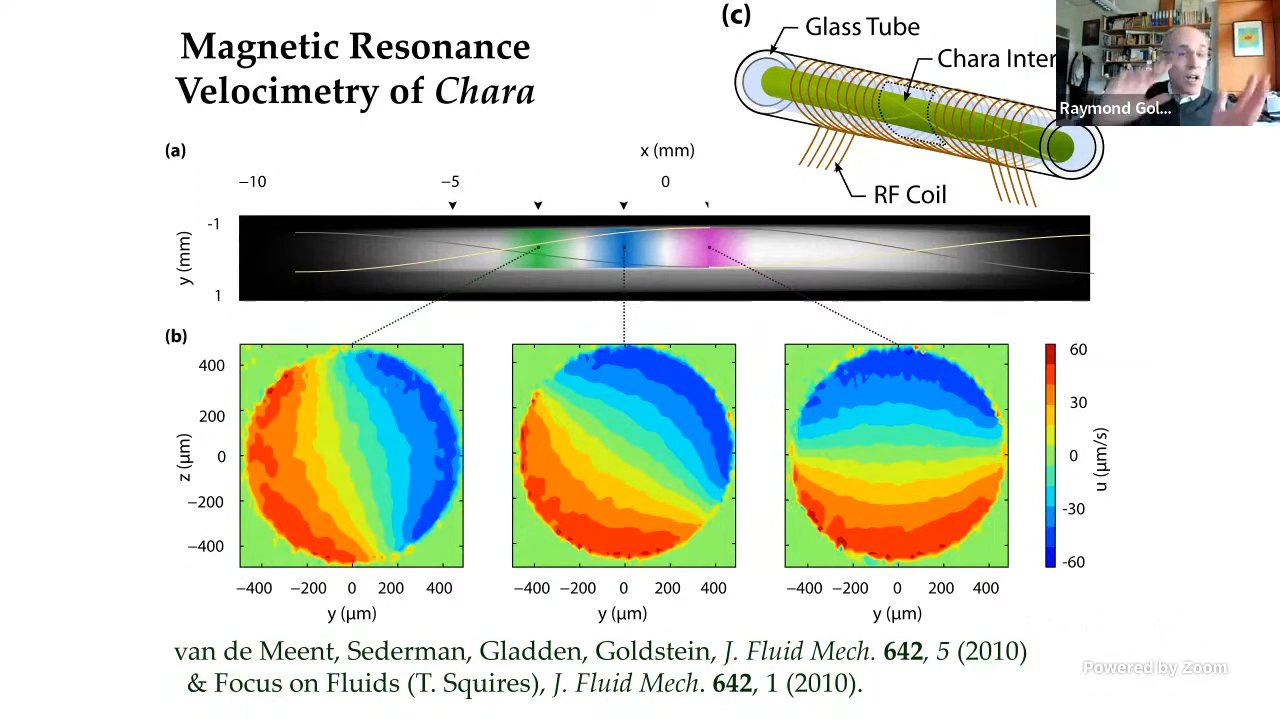 Magnetic Resonance
Velocimetry of Chara
(c)
Glass Tube
Chara Inter
RF Coil
Raymond Gol...
(a)
x (mm)
−10 −5 0
y (mm)
-1
1
(b)
z (μm)
400
200
0
−200
−400
−400 −200 0 200 400
y (μm)
−400 −200 0 200 400
y (μm)
−400 −200 0 200 400
y (μm)
60
30
0
-30
-60
u (μm/s)
van de Meent, Sederman, Gladden, Goldstein, J. Fluid Mech. 642, 5 (2010)
& Focus on Fluids (T. Squires), J. Fluid Mech. 642, 1 (2010).
Powered by Zoom